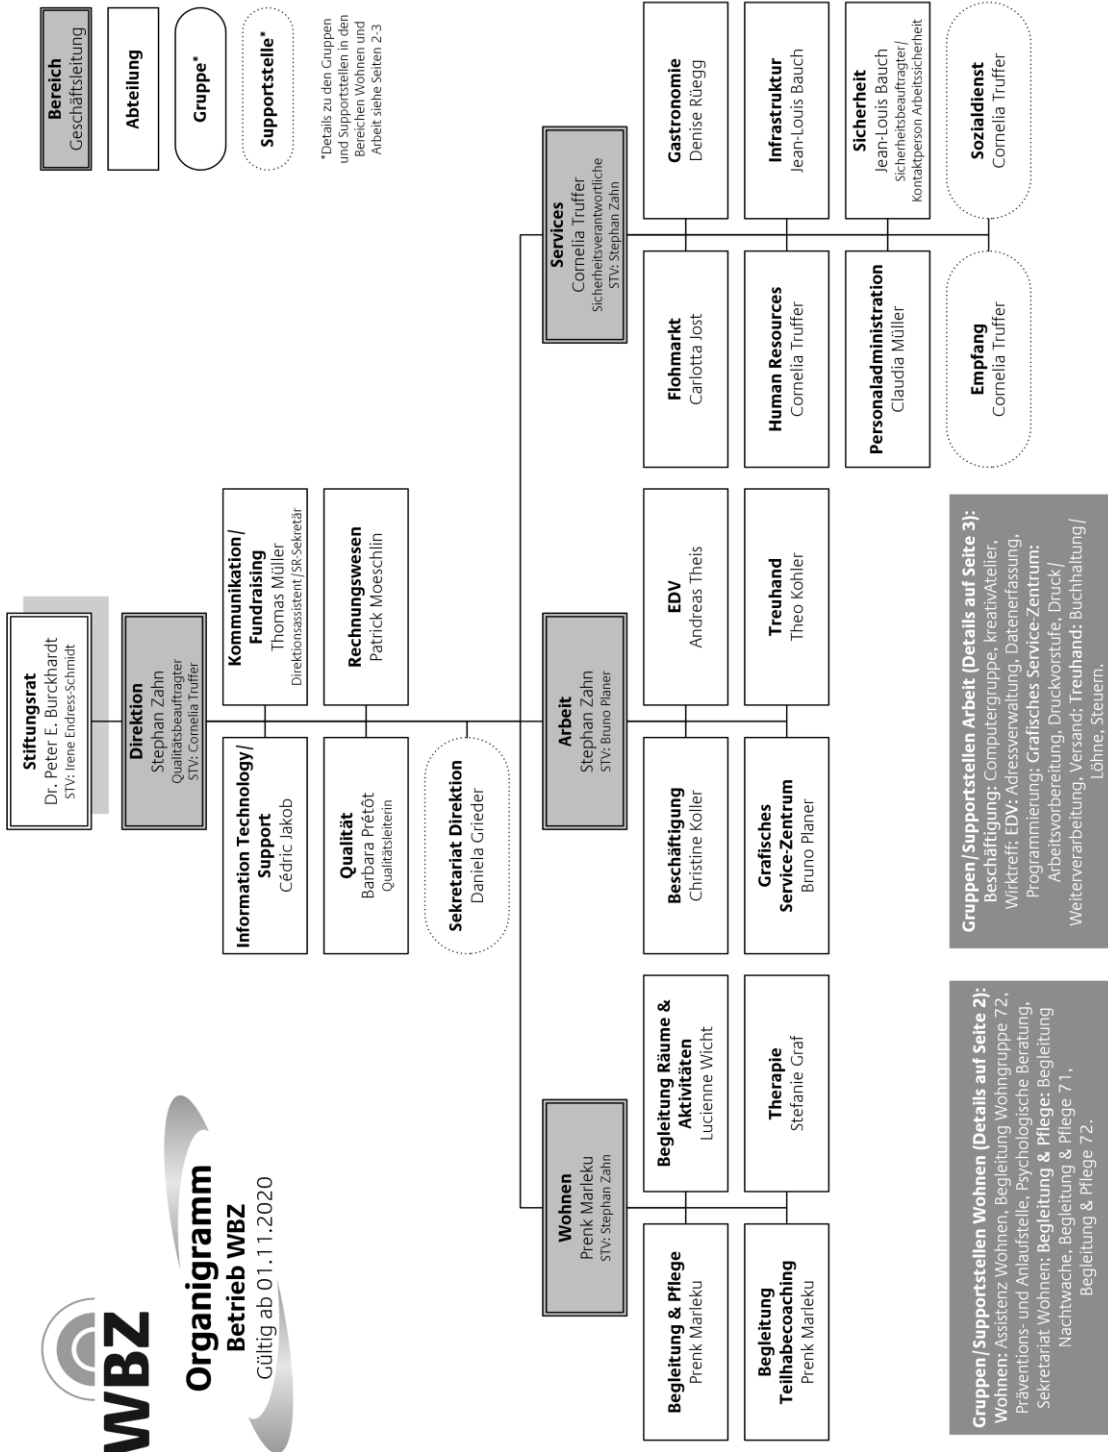 WBZ
Organigramm
Betrieb WBZ
Gültig ab 01.11.2020
Stiftungsrat
Dr. Peter E. Burckhardt
STV: Irene Endress-Schmidt
Direktion
Stephan Zahn
Qualitätsbeauftragter
STV: Cornelia Truffer
Bereich
Geschäftsleitung
Abteilung
Gruppe*
Supportstelle*
*Details zu den Gruppen
und Supportstellen in den
Bereichen Wohnen und
Arbeit siehe Seiten 2-3
Information Technology/
Support
Cédric Jakob
Kommunikation/
Fundraising
Thomas Müller
Direktionsassistent/SR-Sekretär
Qualität
Barbara Prêtôt
Qualitätsleiterin
Rechnungswesen
Patrick Moeschlin
Sekretariat Direktion
Daniela Grieder
Wohnen
Prenk Marleku
STV: Stephan Zahn
Begleitung & Pflege
Prenk Marleku
Begleitung Räume &
Aktivitäten
Lucienne Wicht
Begleitung
Teilhabecoaching
Prenk Marleku
Therapie
Stefanie Graf
Arbeit
Stephan Zahn
STV: Bruno Planer
Beschäftigung
Christine Koller
EDV
Andreas Theis
Grafisches
Service-Zentrum
Bruno Planer
Treuhand
Theo Kohler
Services
Cornelia Truffer
Sicherheitsverantwortliche
STV: Stephan Zahn
Flohmarkt
Carlotta Jost
Gastronomie
Denise Rüegg
Human Resources
Cornelia Truffer
Infrastruktur
Jean-Louis Bauch
Personaladministration
Claudia Müller
Sicherheit
Jean-Louis Bauch
Sicherheitsbeauftragter/
Kontaktperson Arbeitssicherheit
Empfang
Cornelia Truffer
Sozialdienst
Cornelia Truffer
Gruppen/Supportstellen Wohnen (Details auf Seite 2):
Wohnen: Assistenz Wohnen, Begleitung Wohngruppe 72,
Präventions- und Anlaufstelle, Psychologische Beratung,
Sekretariat Wohnen; Begleitung & Pflege: Begleitung
Nachtwache, Begleitung & Pflege 71,
Begleitung & Pflege 72.
Gruppen/Supportstellen Arbeit (Details auf Seite 3):
Beschäftigung: Computergruppe, kreativAtelier,
Wirktreff; EDV: Adressverwaltung, Datenerfassung,
Programmierung; Grafisches Service-Zentrum:
Arbeitsvorbereitung, Druckvorstufe, Druck/
Weiterverarbeitung, Versand; Treuhand: Buchhaltung/
Löhne, Steuern.